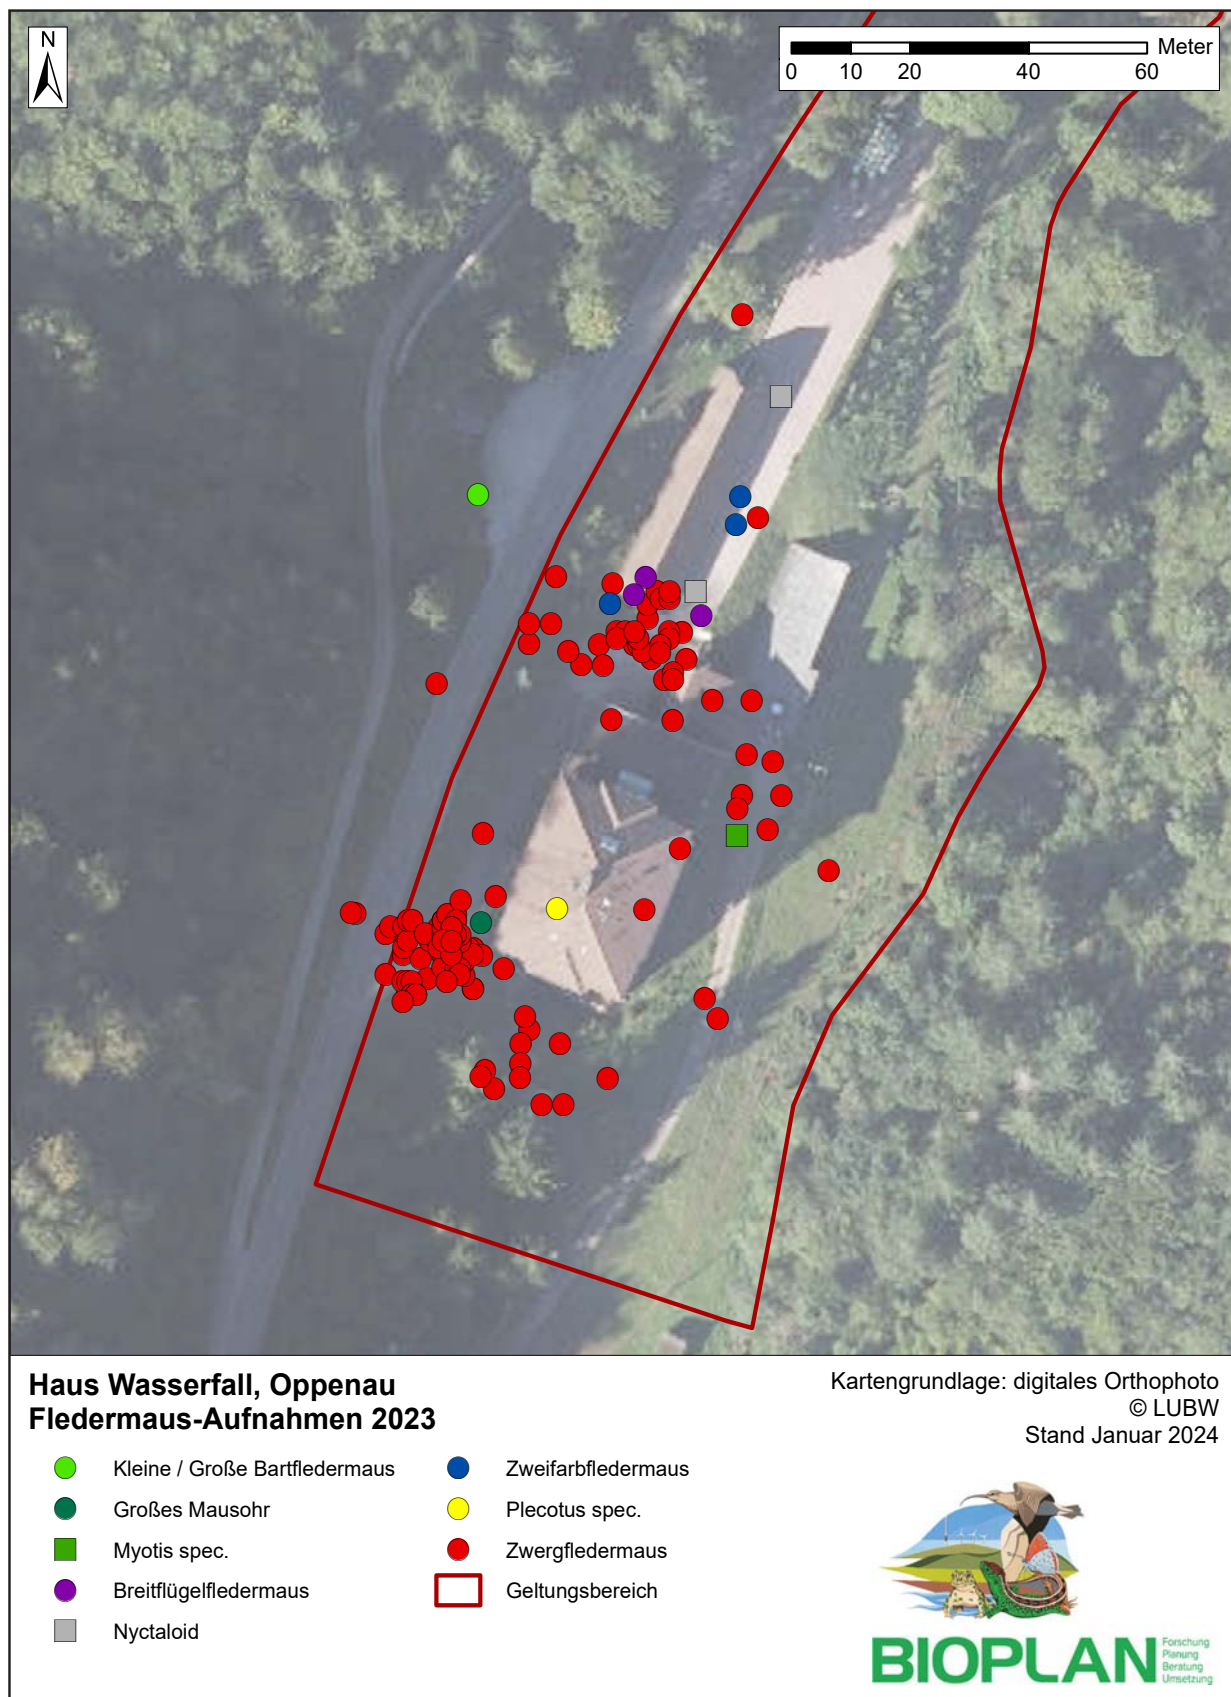 N
Meter
0 10 20 40 60
Haus Wasserfall, Oppenau
Fledermaus-Aufnahmen 2023
Kleine / Große Bartfledermaus
Großes Mausohr
Myotis spec.
Breitflügelfledermaus
Nyctaloid
Zweifarbfledermaus
Plecotus spec.
Zwergfledermaus
Geltungsbereich
Kartengrundlage: digitales Orthophoto
© LUBW
Stand Januar 2024
BIOPLAN
Forschung
Planung
Beratung
Umsetzung